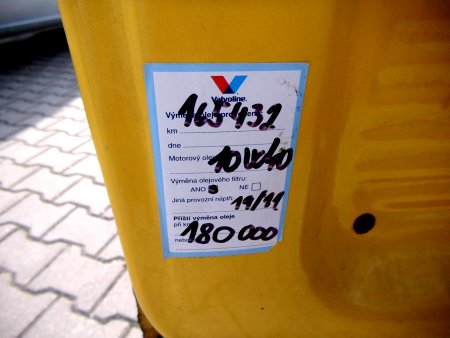 Valvoline
165432
km
dne
Motorový olej 10W40
Výměna olejového filtru:
ANO NE
Jiná provozní náplň: 11/11
Příští výměna oleje
při
180000
nebo